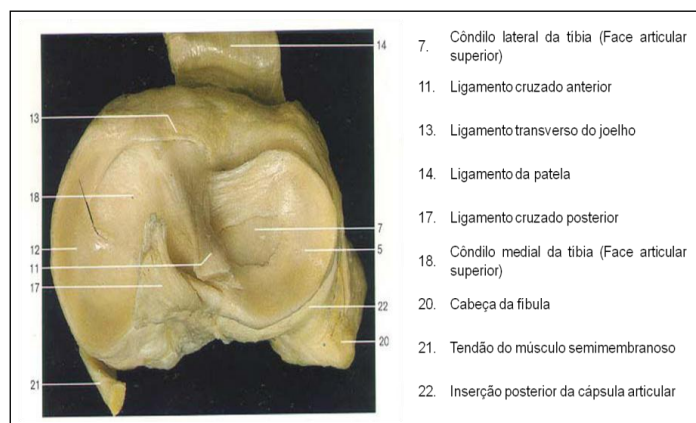 14
13
18
12
11
17
21
7
5
22
20
7. Côndilo lateral da tíbia (Face articular
superior)
11. Ligamento cruzado anterior
13. Ligamento transverso do joelho
14. Ligamento da patela
17. Ligamento cruzado posterior
18. Côndilo medial da tíbia (Face articular
superior)
20. Cabeça da fíbula
21. Tendão do músculo semimembranoso
22. Inserção posterior da cápsula articular